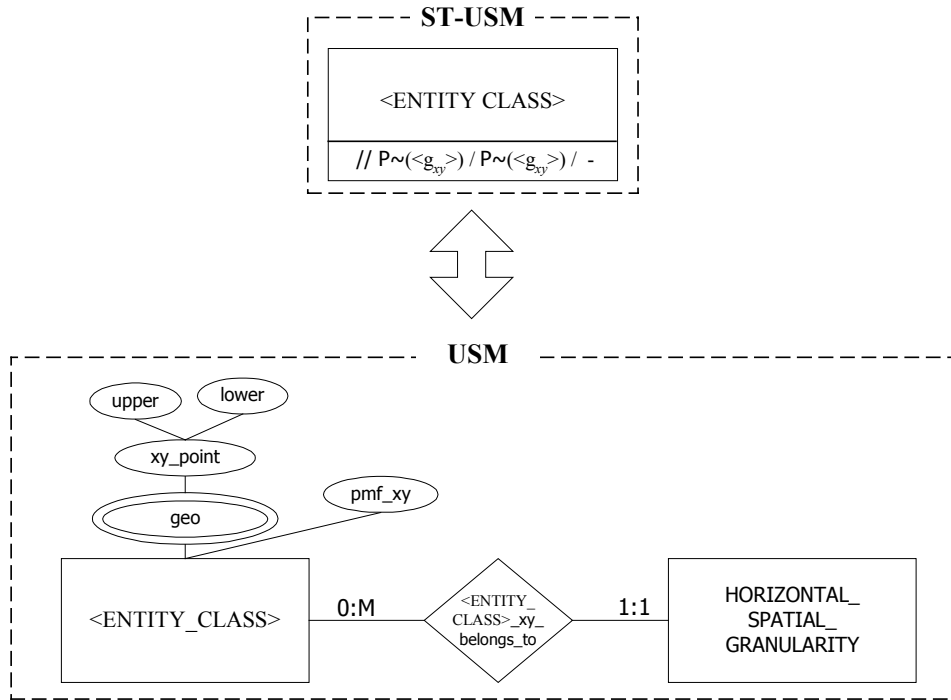 ST-USM
<ENTITY CLASS>
// P~(<gxy>) / P~(<gxy>) / -
USM
upper
lower
xy_point
geo
pmf_xy
<ENTITY_CLASS>
0:M
<ENTITY_
CLASS>_xy_
belongs_to
1:1
HORIZONTAL_
SPATIAL_
GRANULARITY